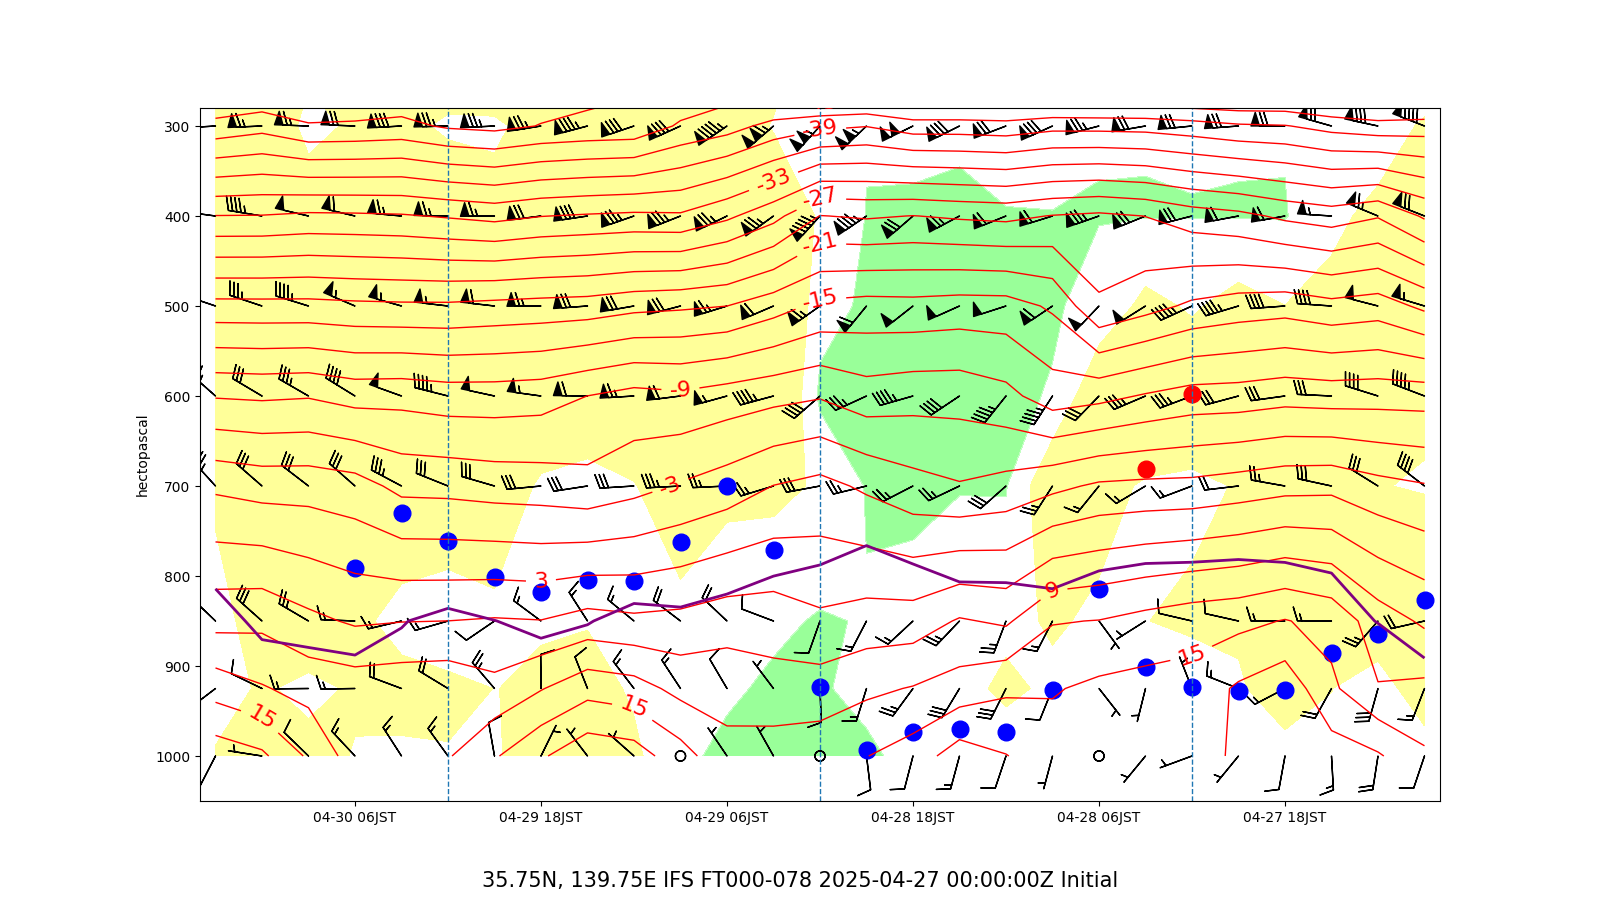 300
400
500
600
700
800
900
1000
hectopascal
-39
-33
-27
-21
-15
-9
-3
3
9
15
15
15
04-30 06JST
04-29 18JST
04-29 06JST
04-28 18JST
04-28 06JST
04-27 18JST
35.75N, 139.75E IFS FT000-078 2025-04-27 00:00:00Z Initial